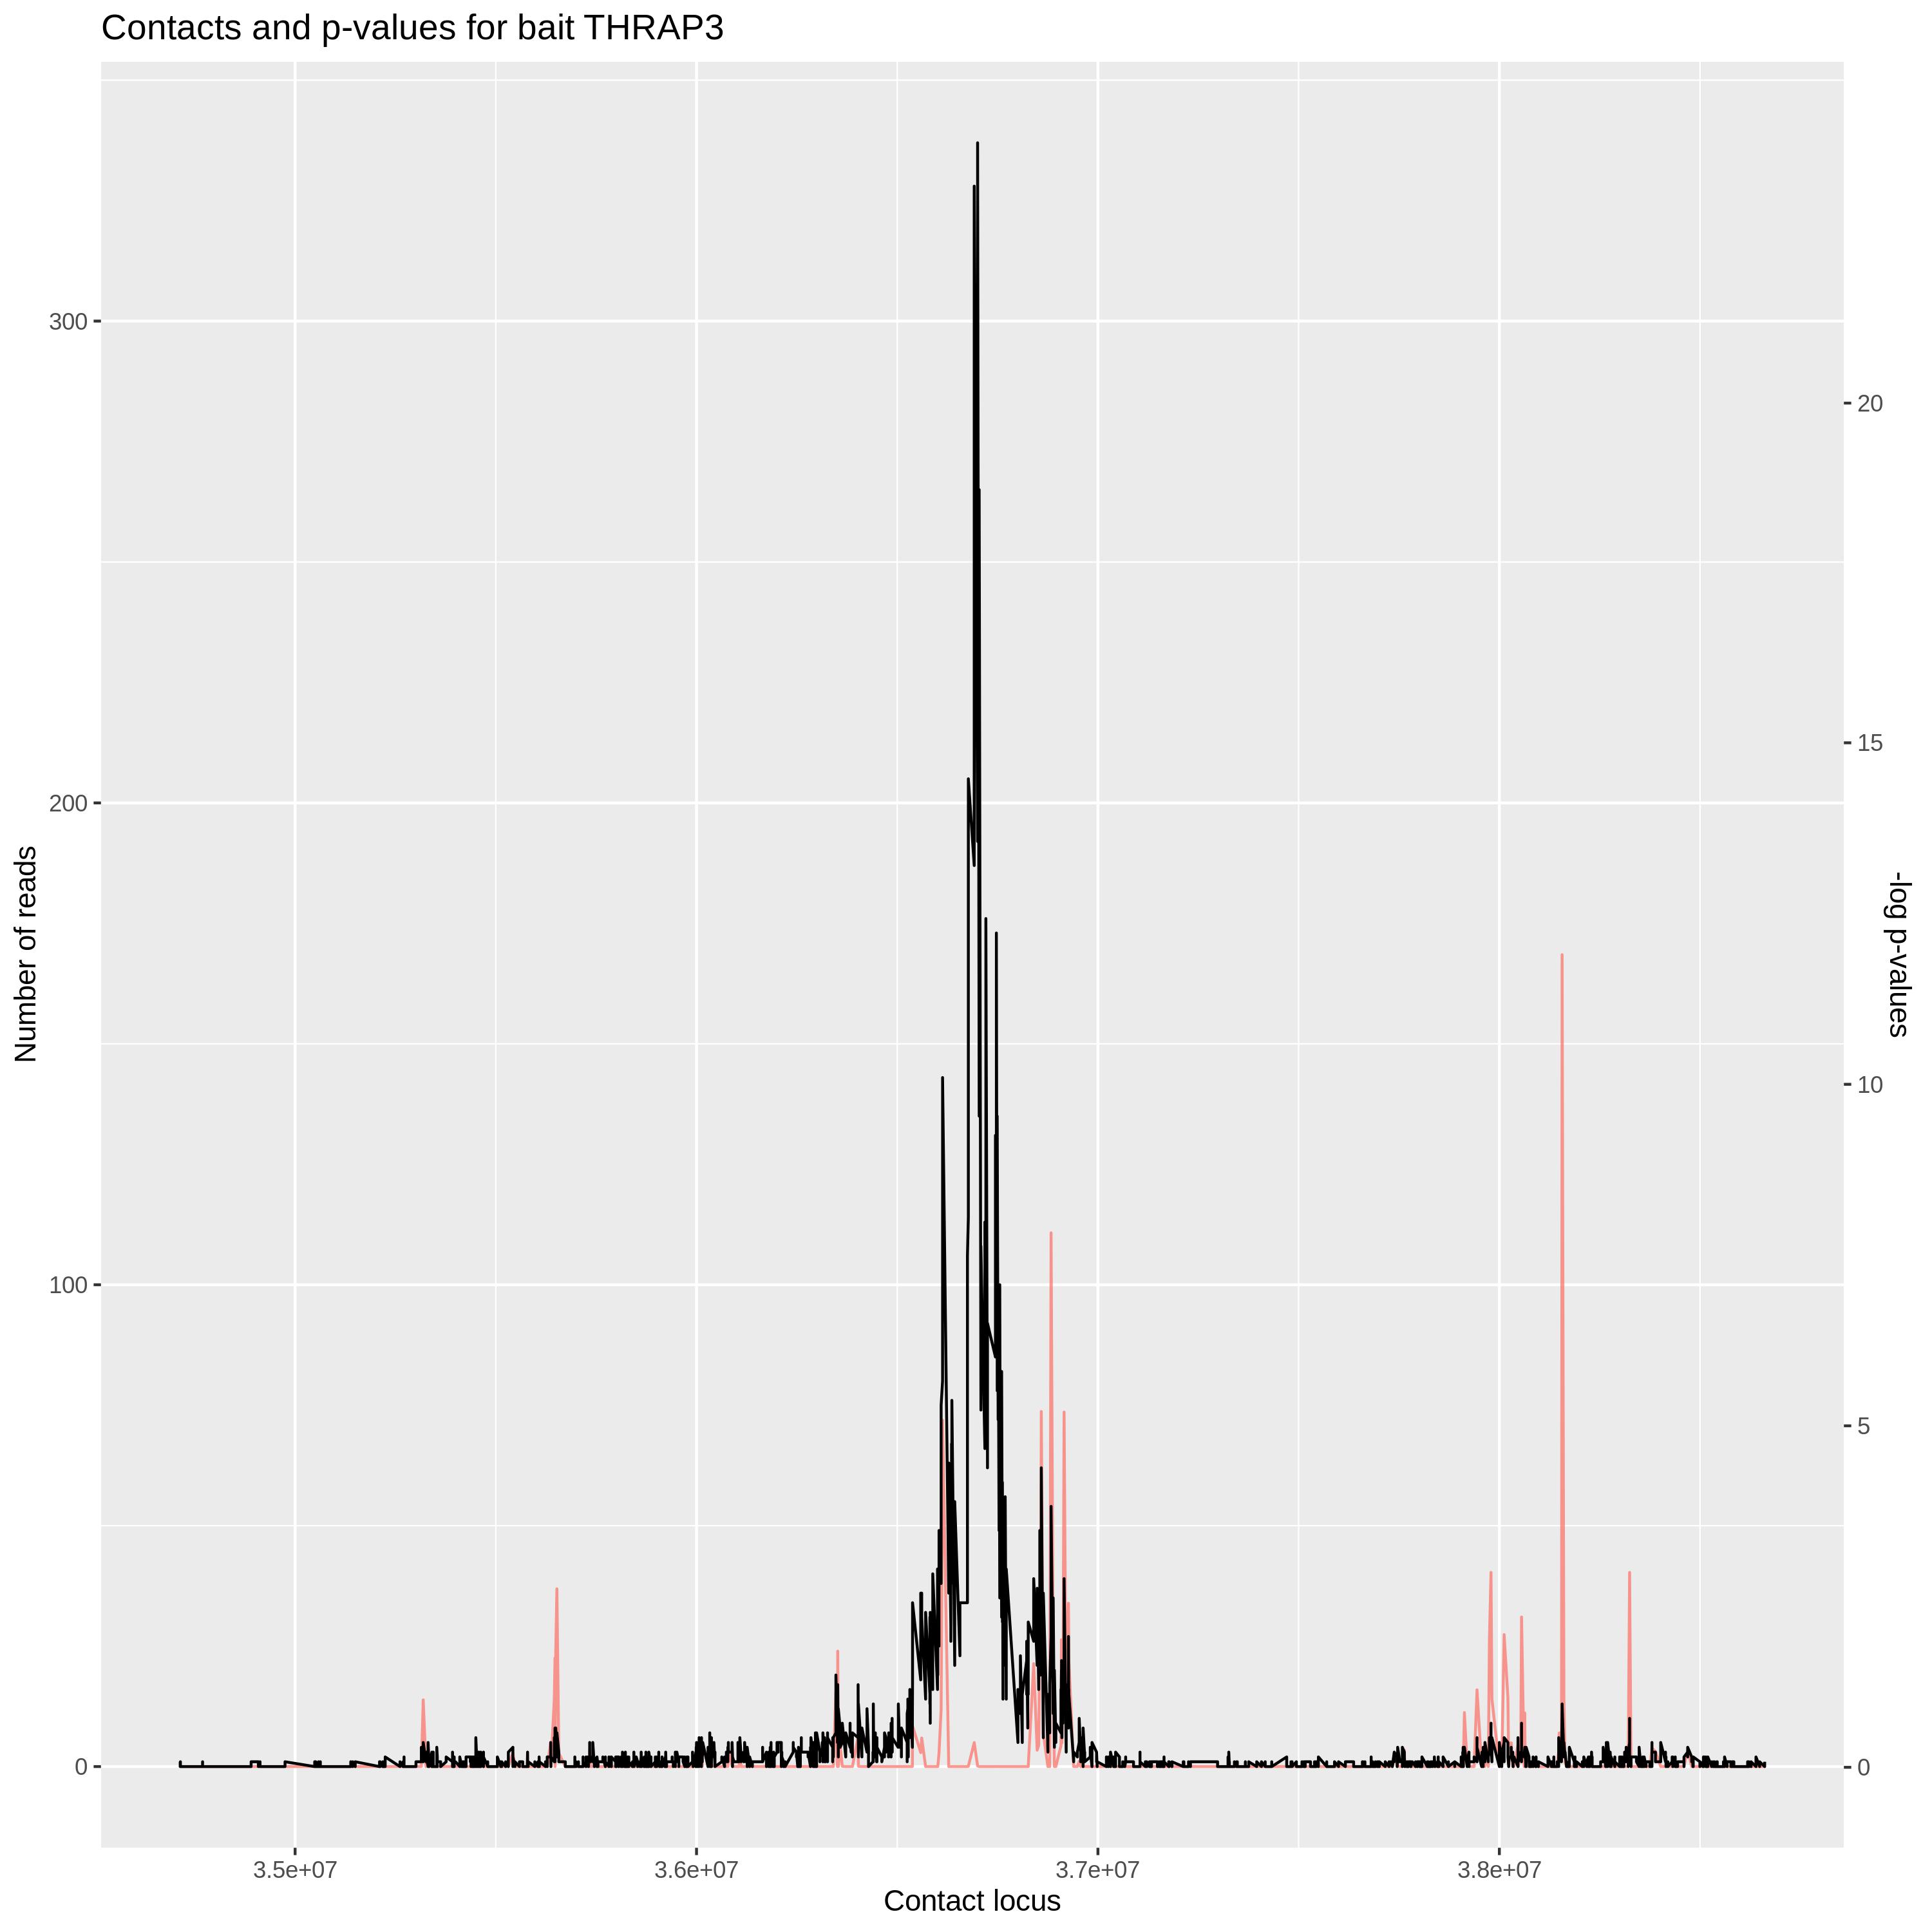 Contacts and p-values for bait THRAP3
Number of reads
300
200
100
0
20
15
10
5
0
-log p-values
3.5e+07
3.6e+07
3.7e+07
3.8e+07
Contact locus